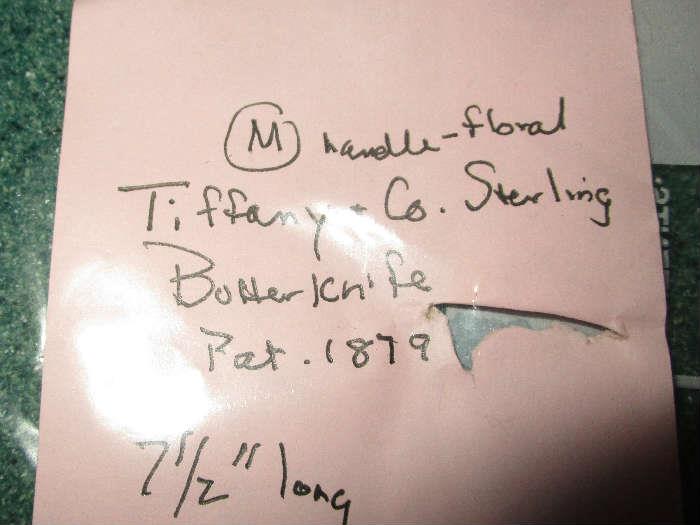 M handle - floral
Tiffany + Co. Sterling
Butterknife
Pat. 1879
7 1/2" long